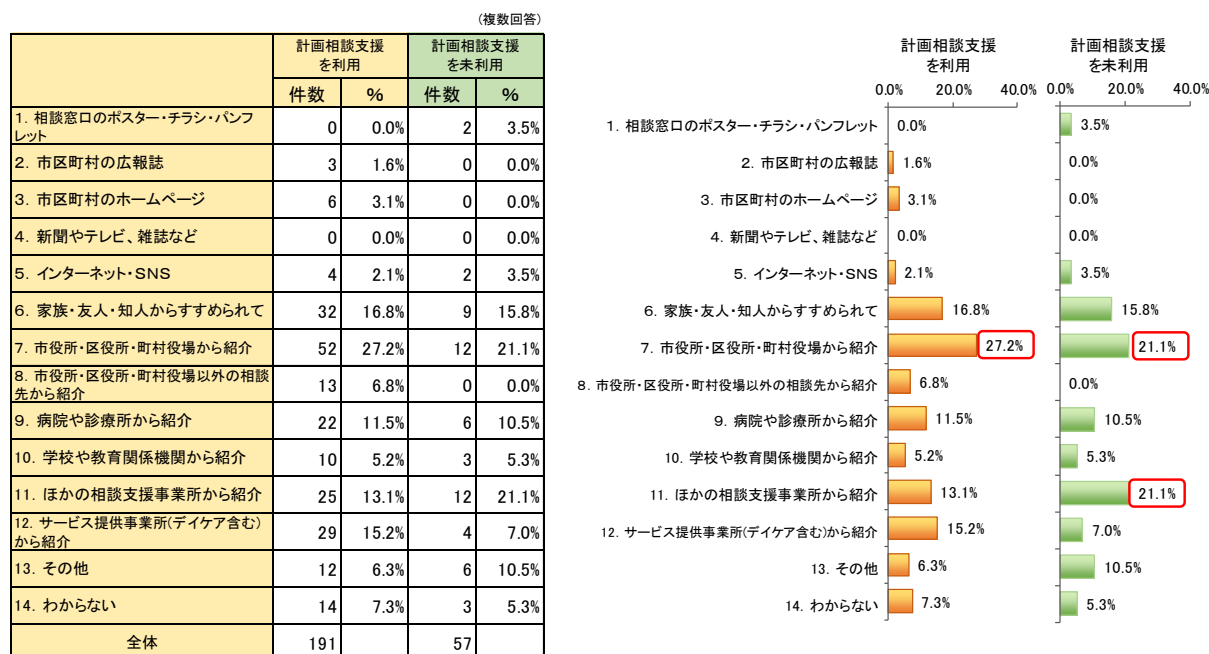 (複数回答)
計画相談支援
を利用
計画相談支援
を未利用
件数 % 件数 %
1. 相談窓口のポスター・チラシ・パンフ
レット 0 0.0% 2 3.5%
2. 市区町村の広報誌 3 1.6% 0 0.0%
3. 市区町村のホームページ 6 3.1% 0 0.0%
4. 新聞やテレビ、雑誌など 0 0.0% 0 0.0%
5. インターネット・SNS 4 2.1% 2 3.5%
6. 家族・友人・知人からすすめられて 32 16.8% 9 15.8%
7. 市役所・区役所・町村役場から紹介 52 27.2% 12 21.1%
8. 市役所・区役所・町村役場以外の相談
先から紹介 13 6.8% 0 0.0%
9. 病院や診療所から紹介 22 11.5% 6 10.5%
10. 学校や教育関係機関から紹介 10 5.2% 3 5.3%
11. ほかの相談支援事業所から紹介 25 13.1% 12 21.1%
12. サービス提供事業所(デイケア含む)
から紹介 29 15.2% 4 7.0%
13. その他 12 6.3% 6 10.5%
14. わからない 14 7.3% 3 5.3%
全体 191 57
計画相談支援
を利用
計画相談支援
を未利用
0.0% 20.0% 40.0% 0.0% 20.0% 40.0%
1. 相談窓口のポスター・チラシ・パンフレット 0.0% 3.5%
2. 市区町村の広報誌 1.6% 0.0%
3. 市区町村のホームページ 3.1% 0.0%
4. 新聞やテレビ、雑誌など 0.0% 0.0%
5. インターネット・SNS 2.1% 3.5%
6. 家族・友人・知人からすすめられて 16.8% 15.8%
7. 市役所・区役所・町村役場から紹介 27.2% 21.1%
8. 市役所・区役所・町村役場以外の相談先から紹介 6.8% 0.0%
9. 病院や診療所から紹介 11.5% 10.5%
10. 学校や教育関係機関から紹介 5.2% 5.3%
11. ほかの相談支援事業所から紹介 13.1% 21.1%
12. サービス提供事業所(デイケア含む)から紹介 15.2% 7.0%
13. その他 6.3% 10.5%
14. わからない 7.3% 5.3%